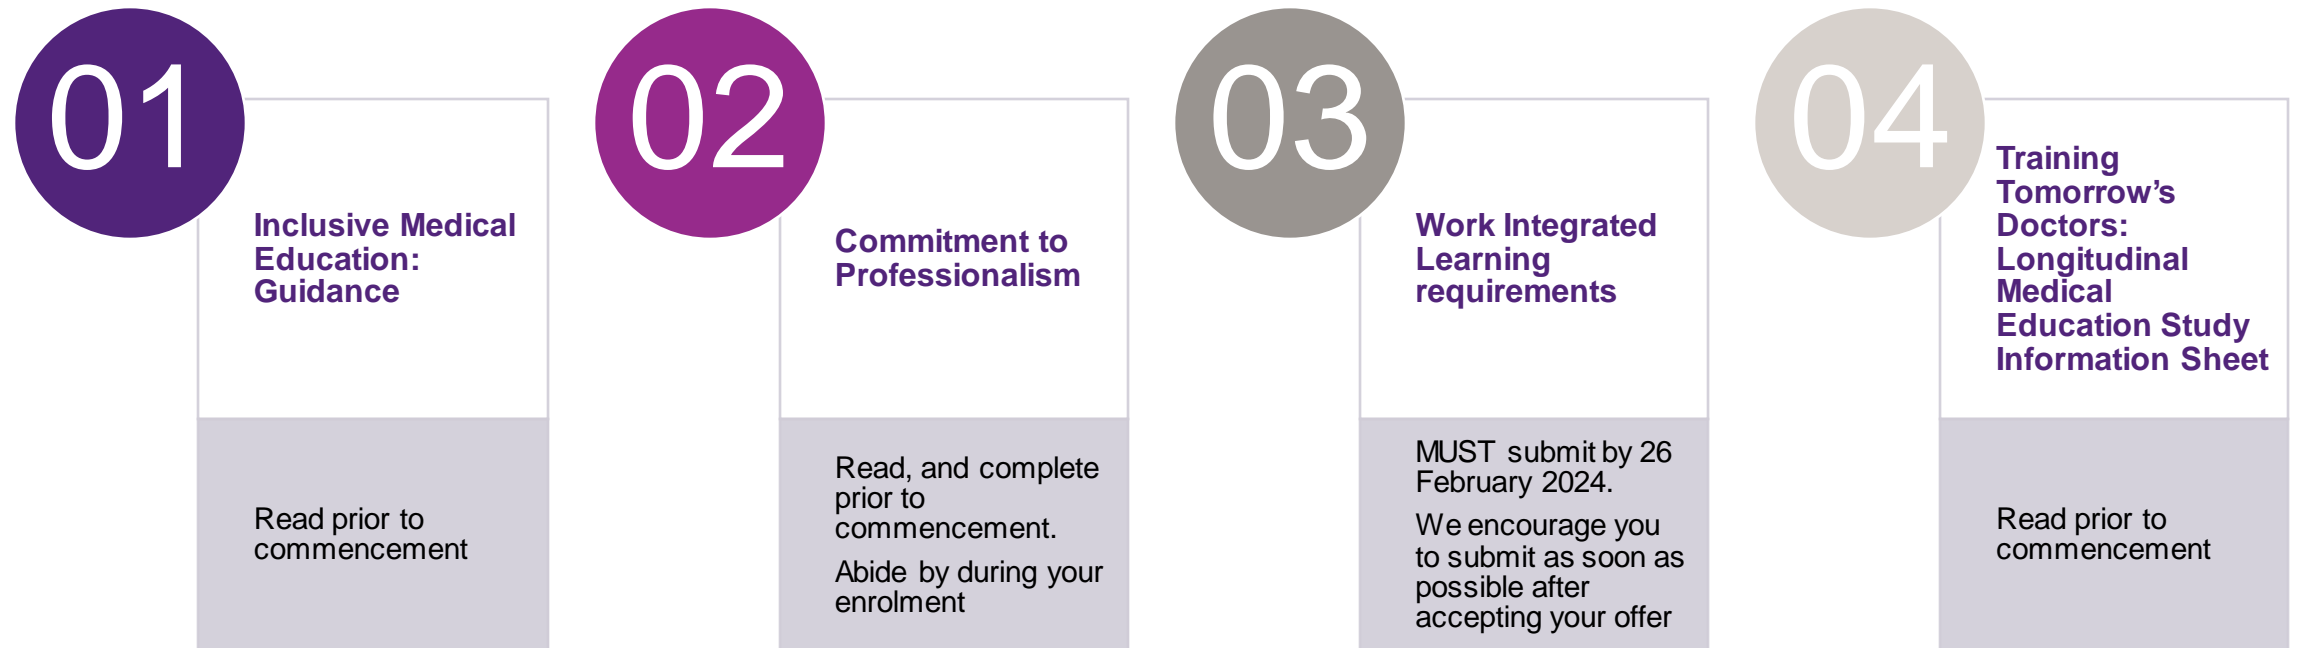 01
Inclusive Medical
Education:
Guidance
Read prior to
commencement
02
Commitment to
Professionalism
Read, and complete
prior to
commencement.
Abide by during your
enrolment
03
Work Integrated
Learning
requirements
MUST submit by 26
February 2024.
We encourage you
to submit as soon as
possible after
accepting your offer
04
Training
Tomorrow’s
Doctors:
Longitudinal
Medical
Education Study
Information Sheet
Read prior to
commencement